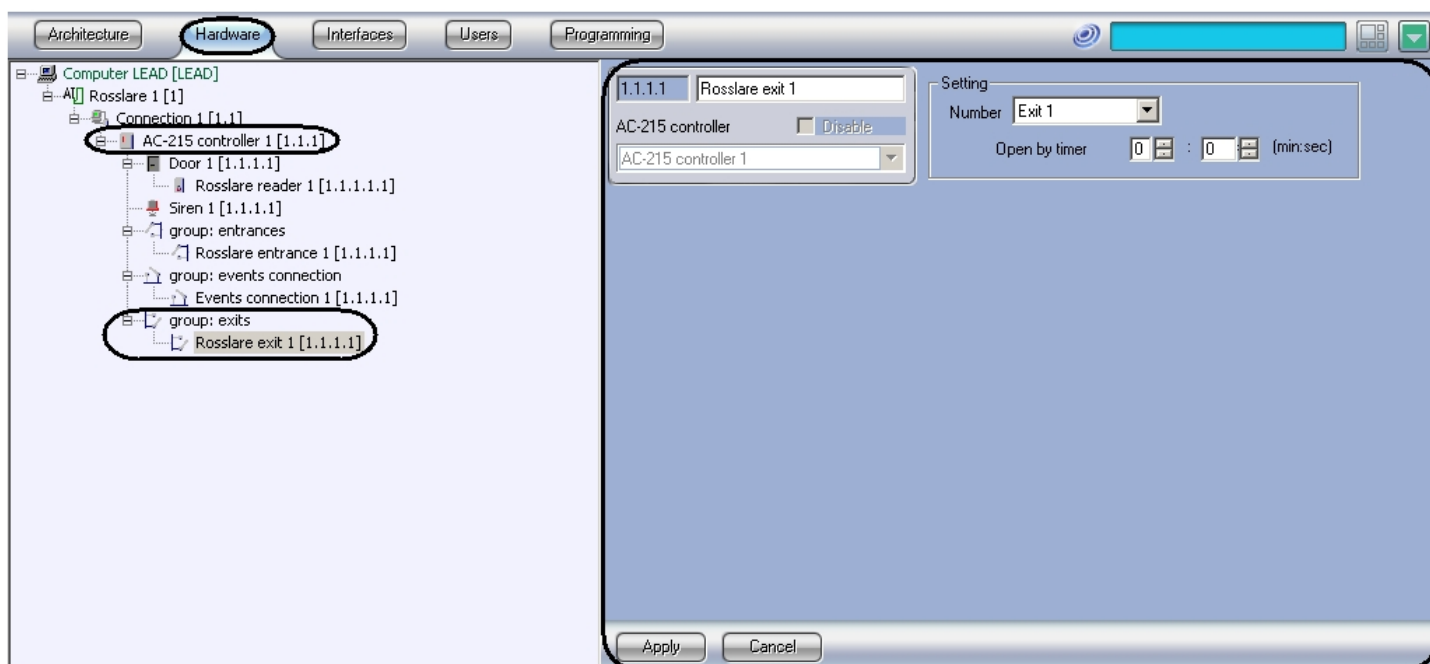 Architecture Hardware Interfaces Users Programming
Computer LEAD [LEAD]
Rosslare 1 [1]
Connection 1 [1.1]
AC-215 controller 1 [1.1.1]
Door 1 [1.1.1.1]
Rosslare reader 1 [1.1.1.1.1]
Siren 1 [1.1.1.1]
group: entrances
Rosslare entrance 1 [1.1.1.1]
group: events connection
Events connection 1 [1.1.1.1]
group: exits
Rosslare exit 1 [1.1.1.1]
1.1.1.1 Rosslare exit 1
AC-215 controller Disable
AC-215 controller 1
Setting
Number Exit 1
Open by timer 0 : 0 (min:sec)
Apply Cancel